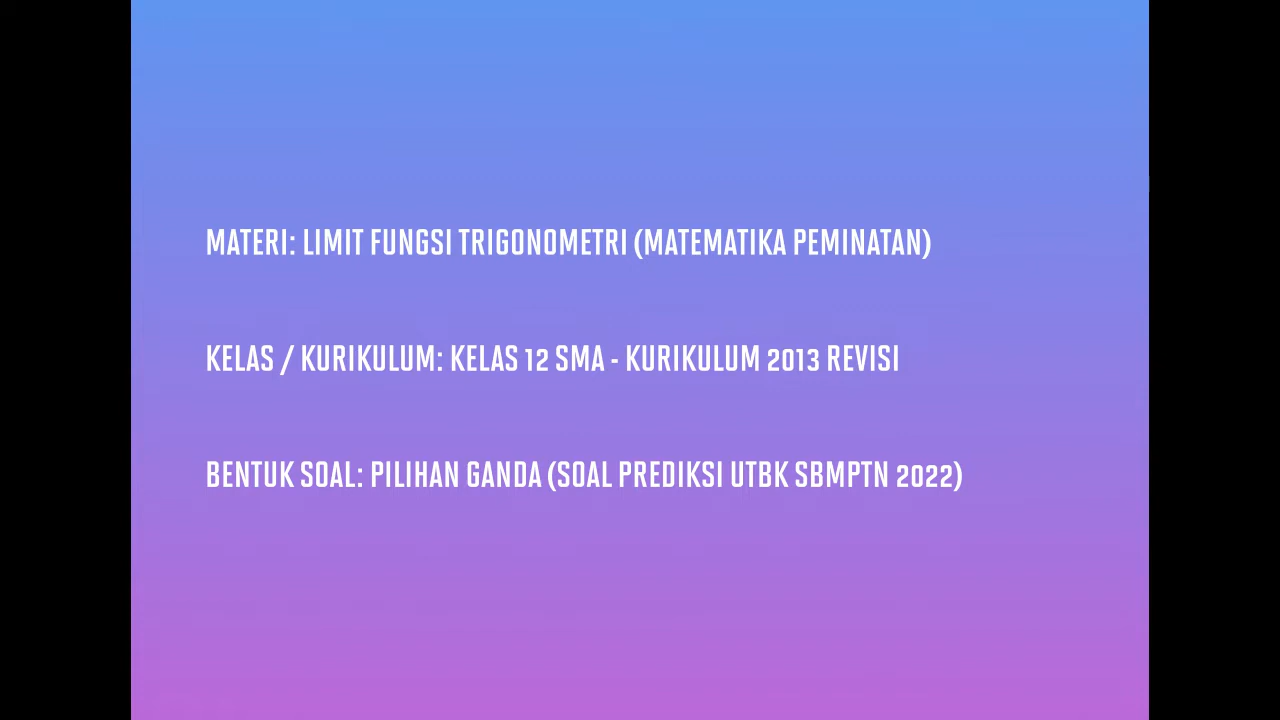 MATERI: LIMIT FUNGSI TRIGONOMETRI (MATEMATIKA PEMINATAN)
KELAS / KURIKULUM: KELAS 12 SMA - KURIKULUM 2013 REVISI
BENTUK SOAL: PILIHAN GANDA (SOAL PREDIKSI UTBK SBMPTN 2022)